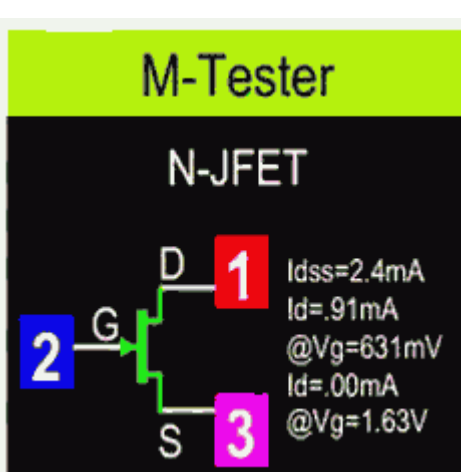 M-Tester
N-JFET
D
1
Idss=2.4mA
Id=.91mA
@Vg=631mV
Id=.00mA
@Vg=1.63V
G
2
S
3